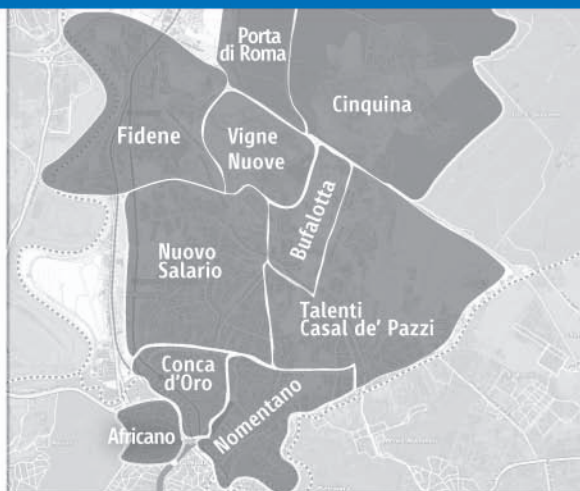 Porta
di Roma
Cinquina
Fidene
Vigne
Nuove
Bufalotta
Nuovo
Salario
Talenti
Casal de' Pazzi
Conca
d'Oro
Nomentano
Africano